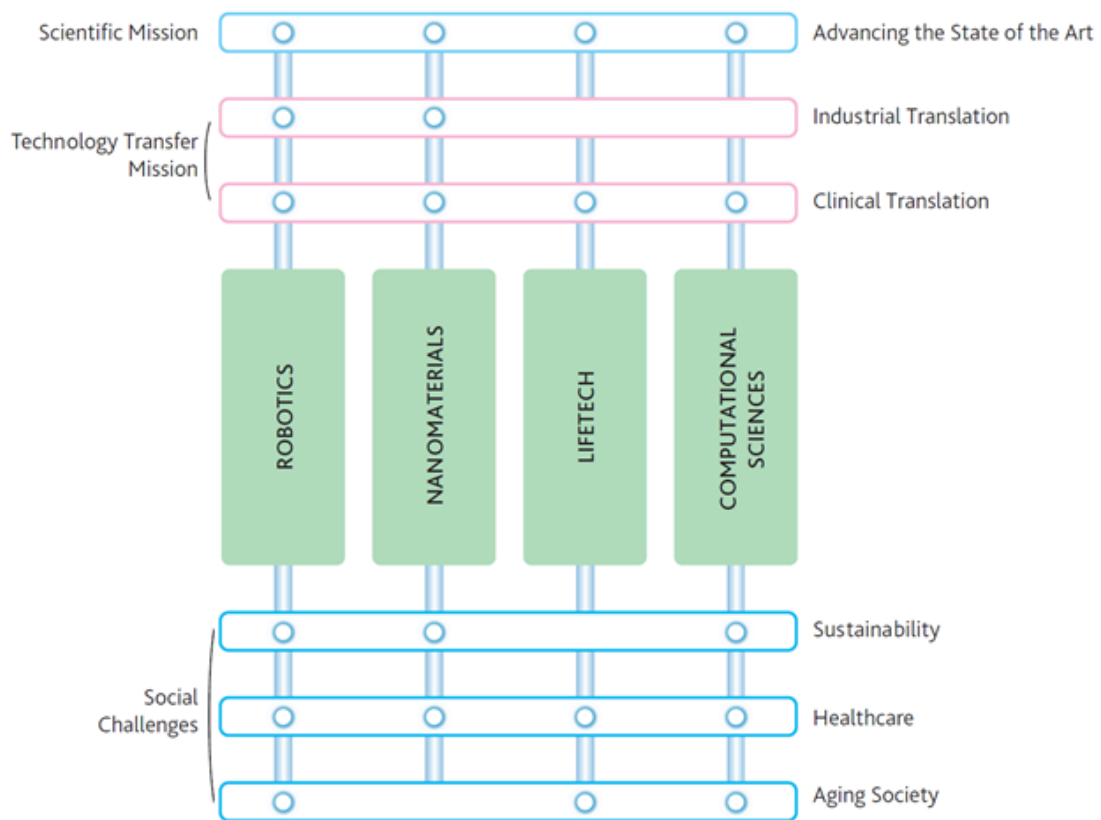 Scientific Mission
Advancing the State of the Art
Industrial Translation
Technology Transfer
Mission
Clinical Translation
ROBOTICS
NANOMATERIALS
LIFETECH
COMPUTATIONAL
SCIENCES
Sustainability
Social
Challenges
Healthcare
Aging Society